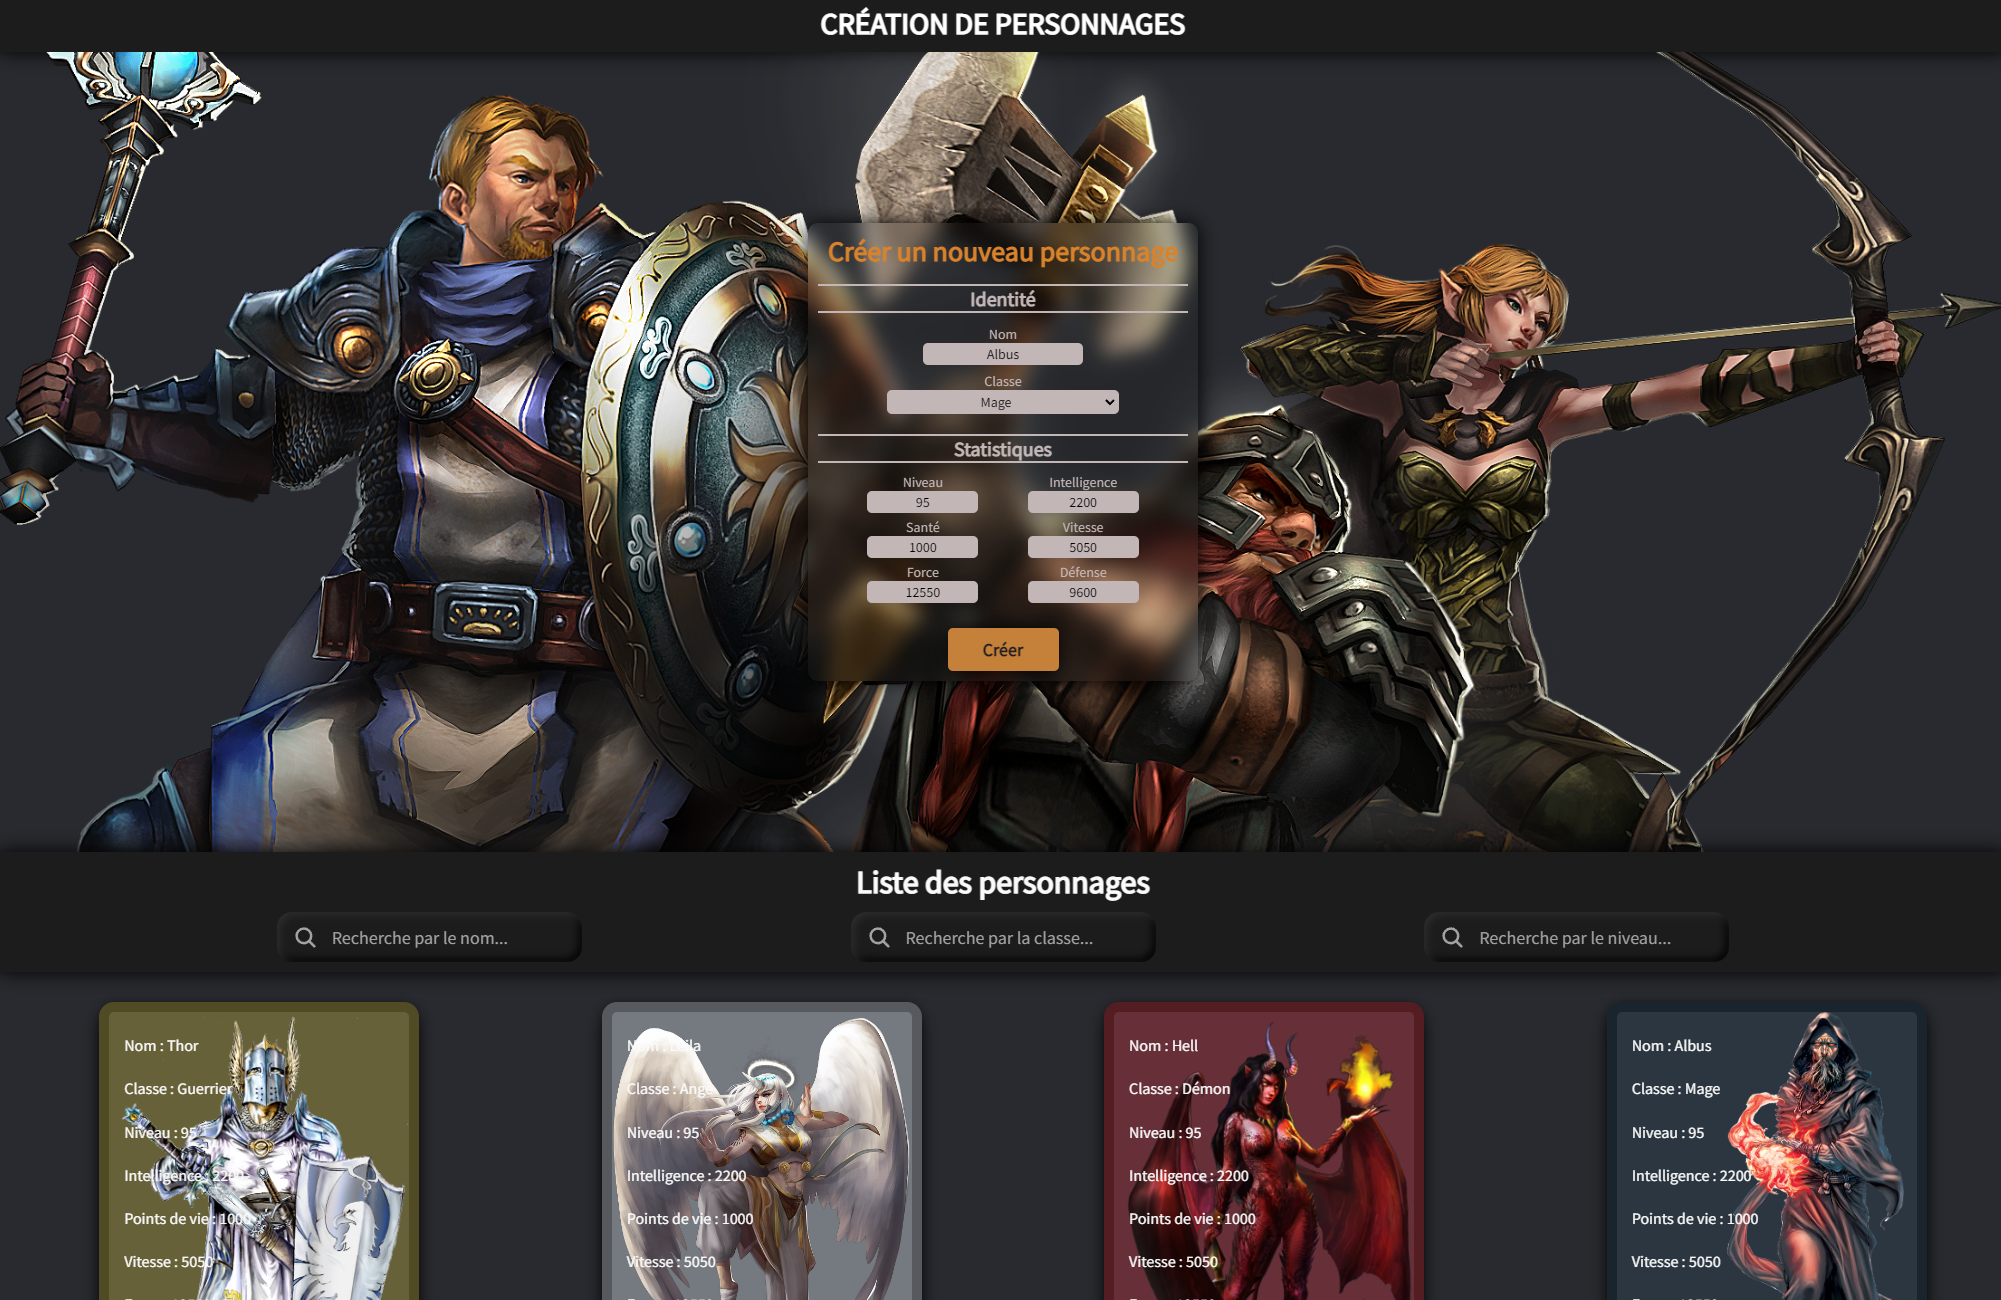 CRÉATION DE PERSONNAGES
Créer un nouveau personnage
Identité
Nom
Albus
Classe
Mage
Statistiques
Niveau Intelligence
95 2200
Santé Vitesse
1000 5050
Force Défense
12550 9600
Créer
Liste des personnages
Recherche par le nom...
Recherche par la classe...
Recherche par le niveau...
Nom : Thor
Classe : Guerrier
Niveau : 95
Intelligence : 2200
Points de vie : 1000
Vitesse : 5050
Nom :
Classe : Ange
Niveau : 95
Intelligence : 2200
Points de vie : 1000
Vitesse : 5050
Nom : Hell
Classe : Démon
Niveau : 95
Intelligence : 2200
Points de vie : 1000
Vitesse : 5050
Nom : Albus
Classe : Mage
Niveau : 95
Intelligence : 2200
Points de vie : 1000
Vitesse : 5050